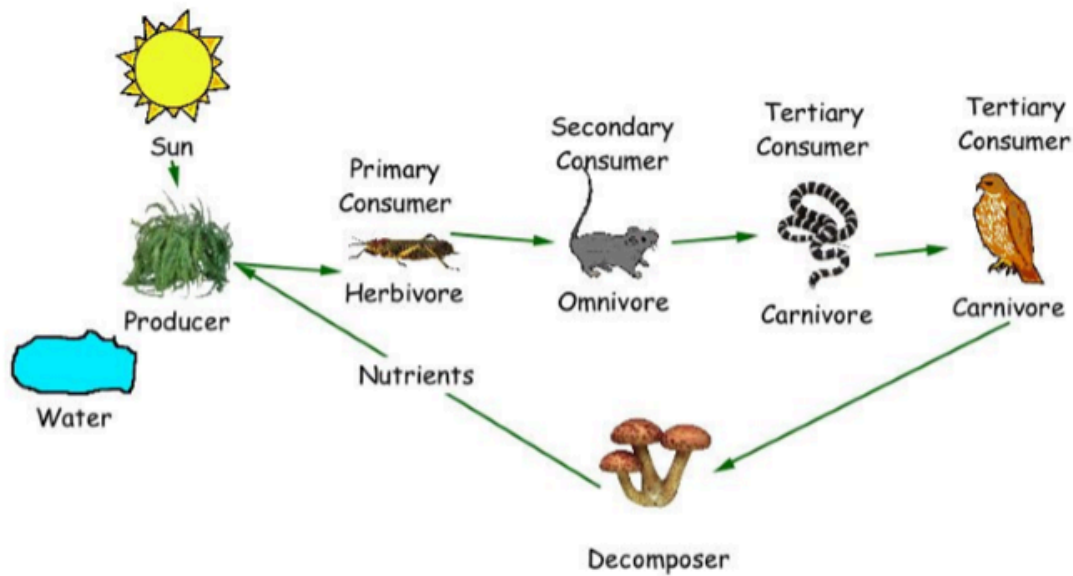 Sun
Producer
Water
Primary
Consumer
Herbivore
Secondary
Consumer
Omnivore
Tertiary
Consumer
Carnivore
Tertiary
Consumer
Carnivore
Nutrients
Decomposer